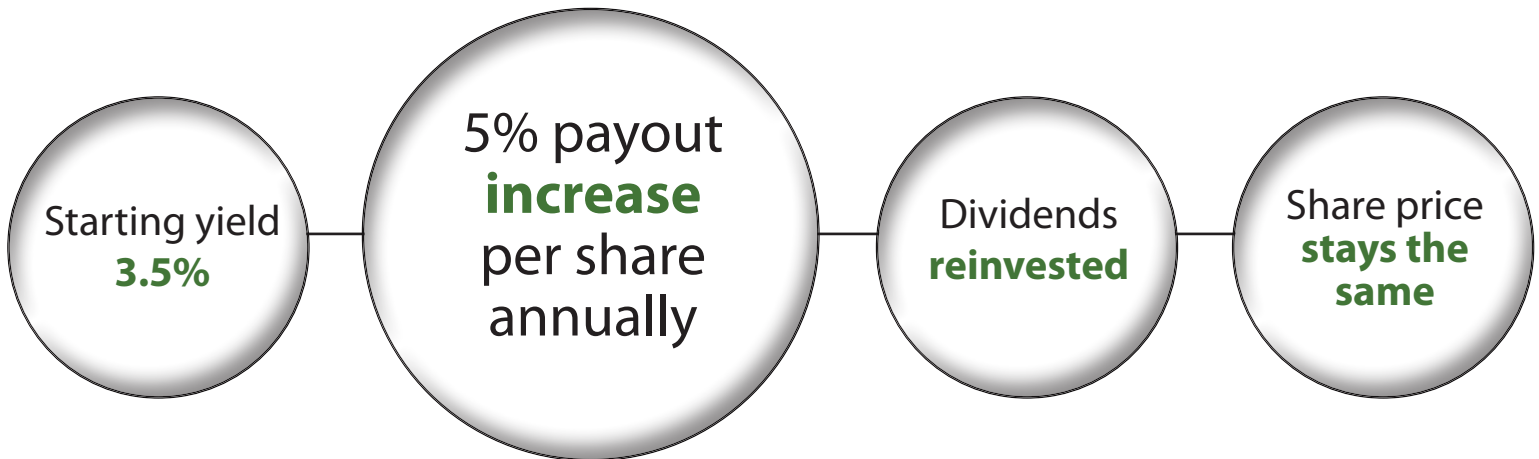 Starting yield
3.5%
5% payout
increase
per share
annually
Dividends
reinvested
Share price
stays the
same